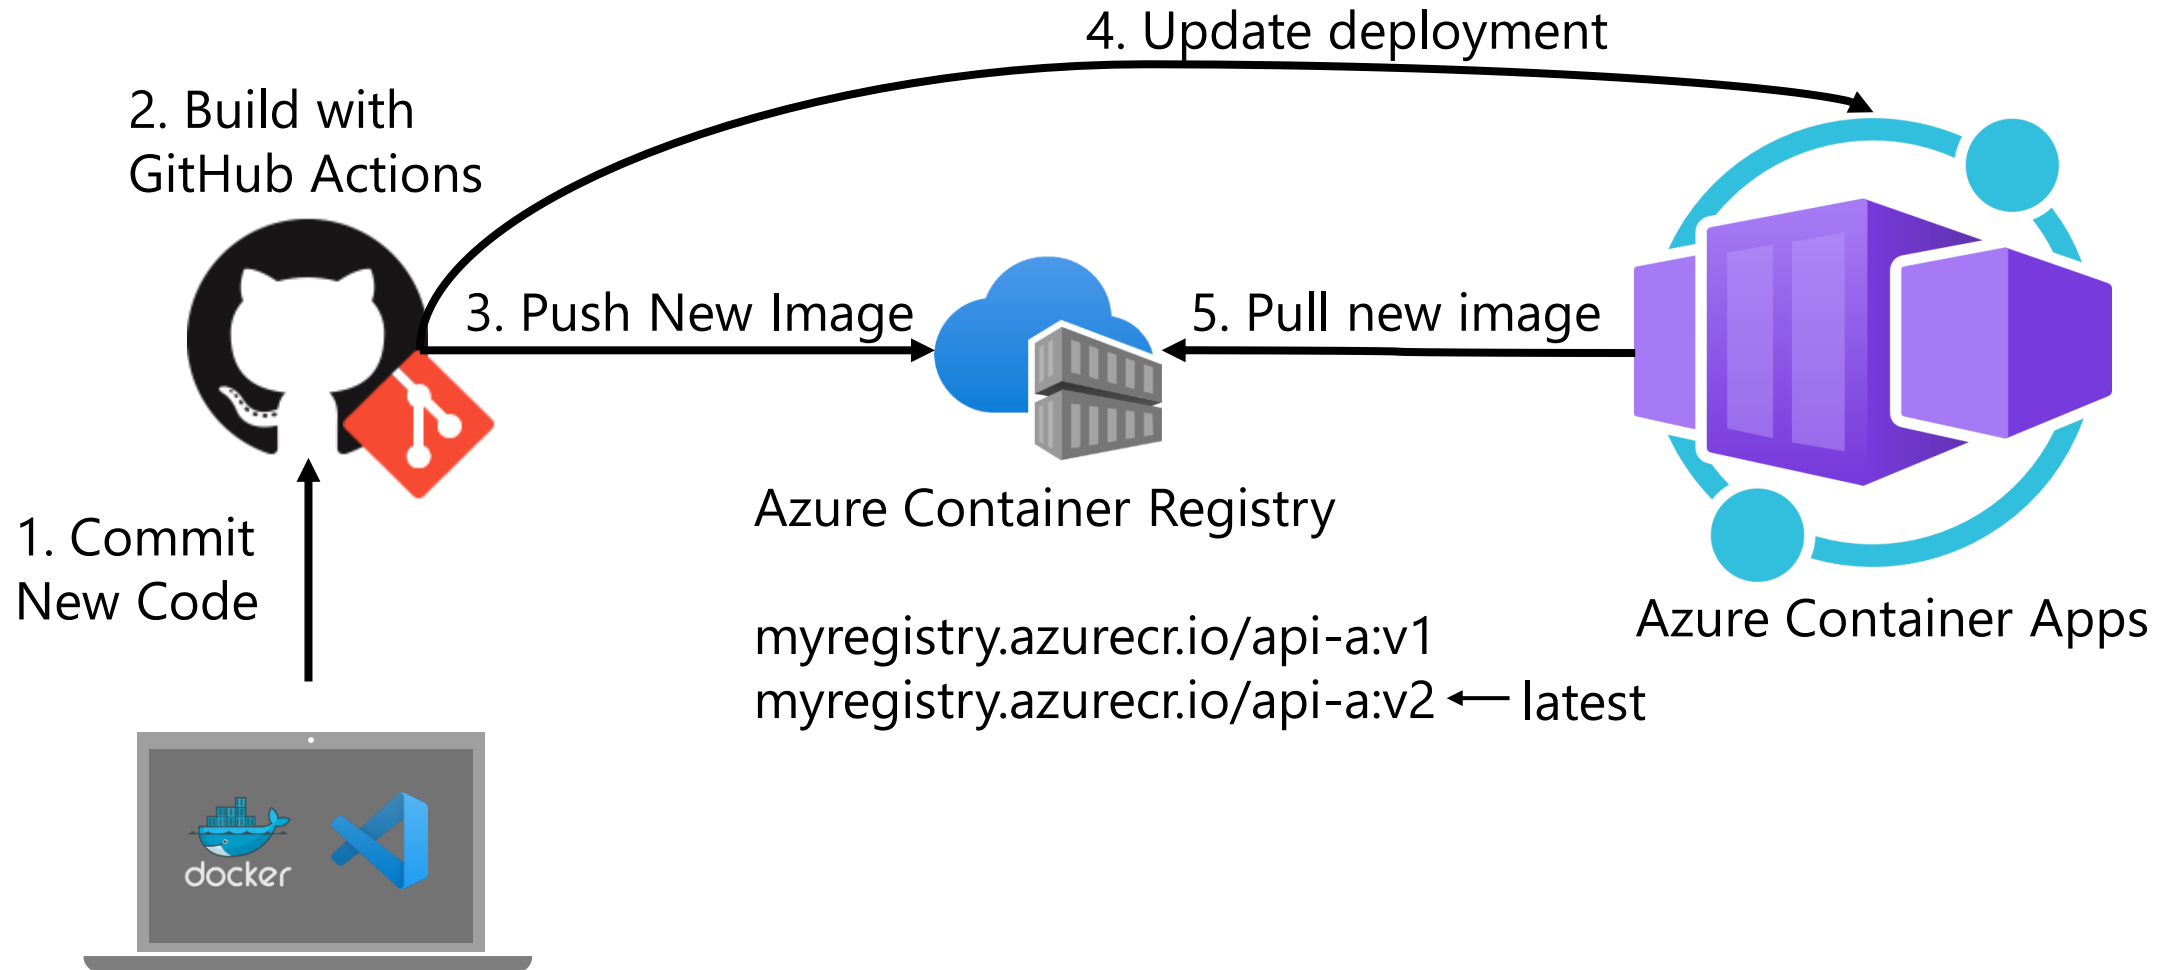 4. Update deployment
2. Build with
GitHub Actions
3. Push New Image
5. Pull new image
1. Commit
New Code
Azure Container Registry
Azure Container Apps
myregistry.azurecr.io/api-a:v1
myregistry.azurecr.io/api-a:v2
latest
docker